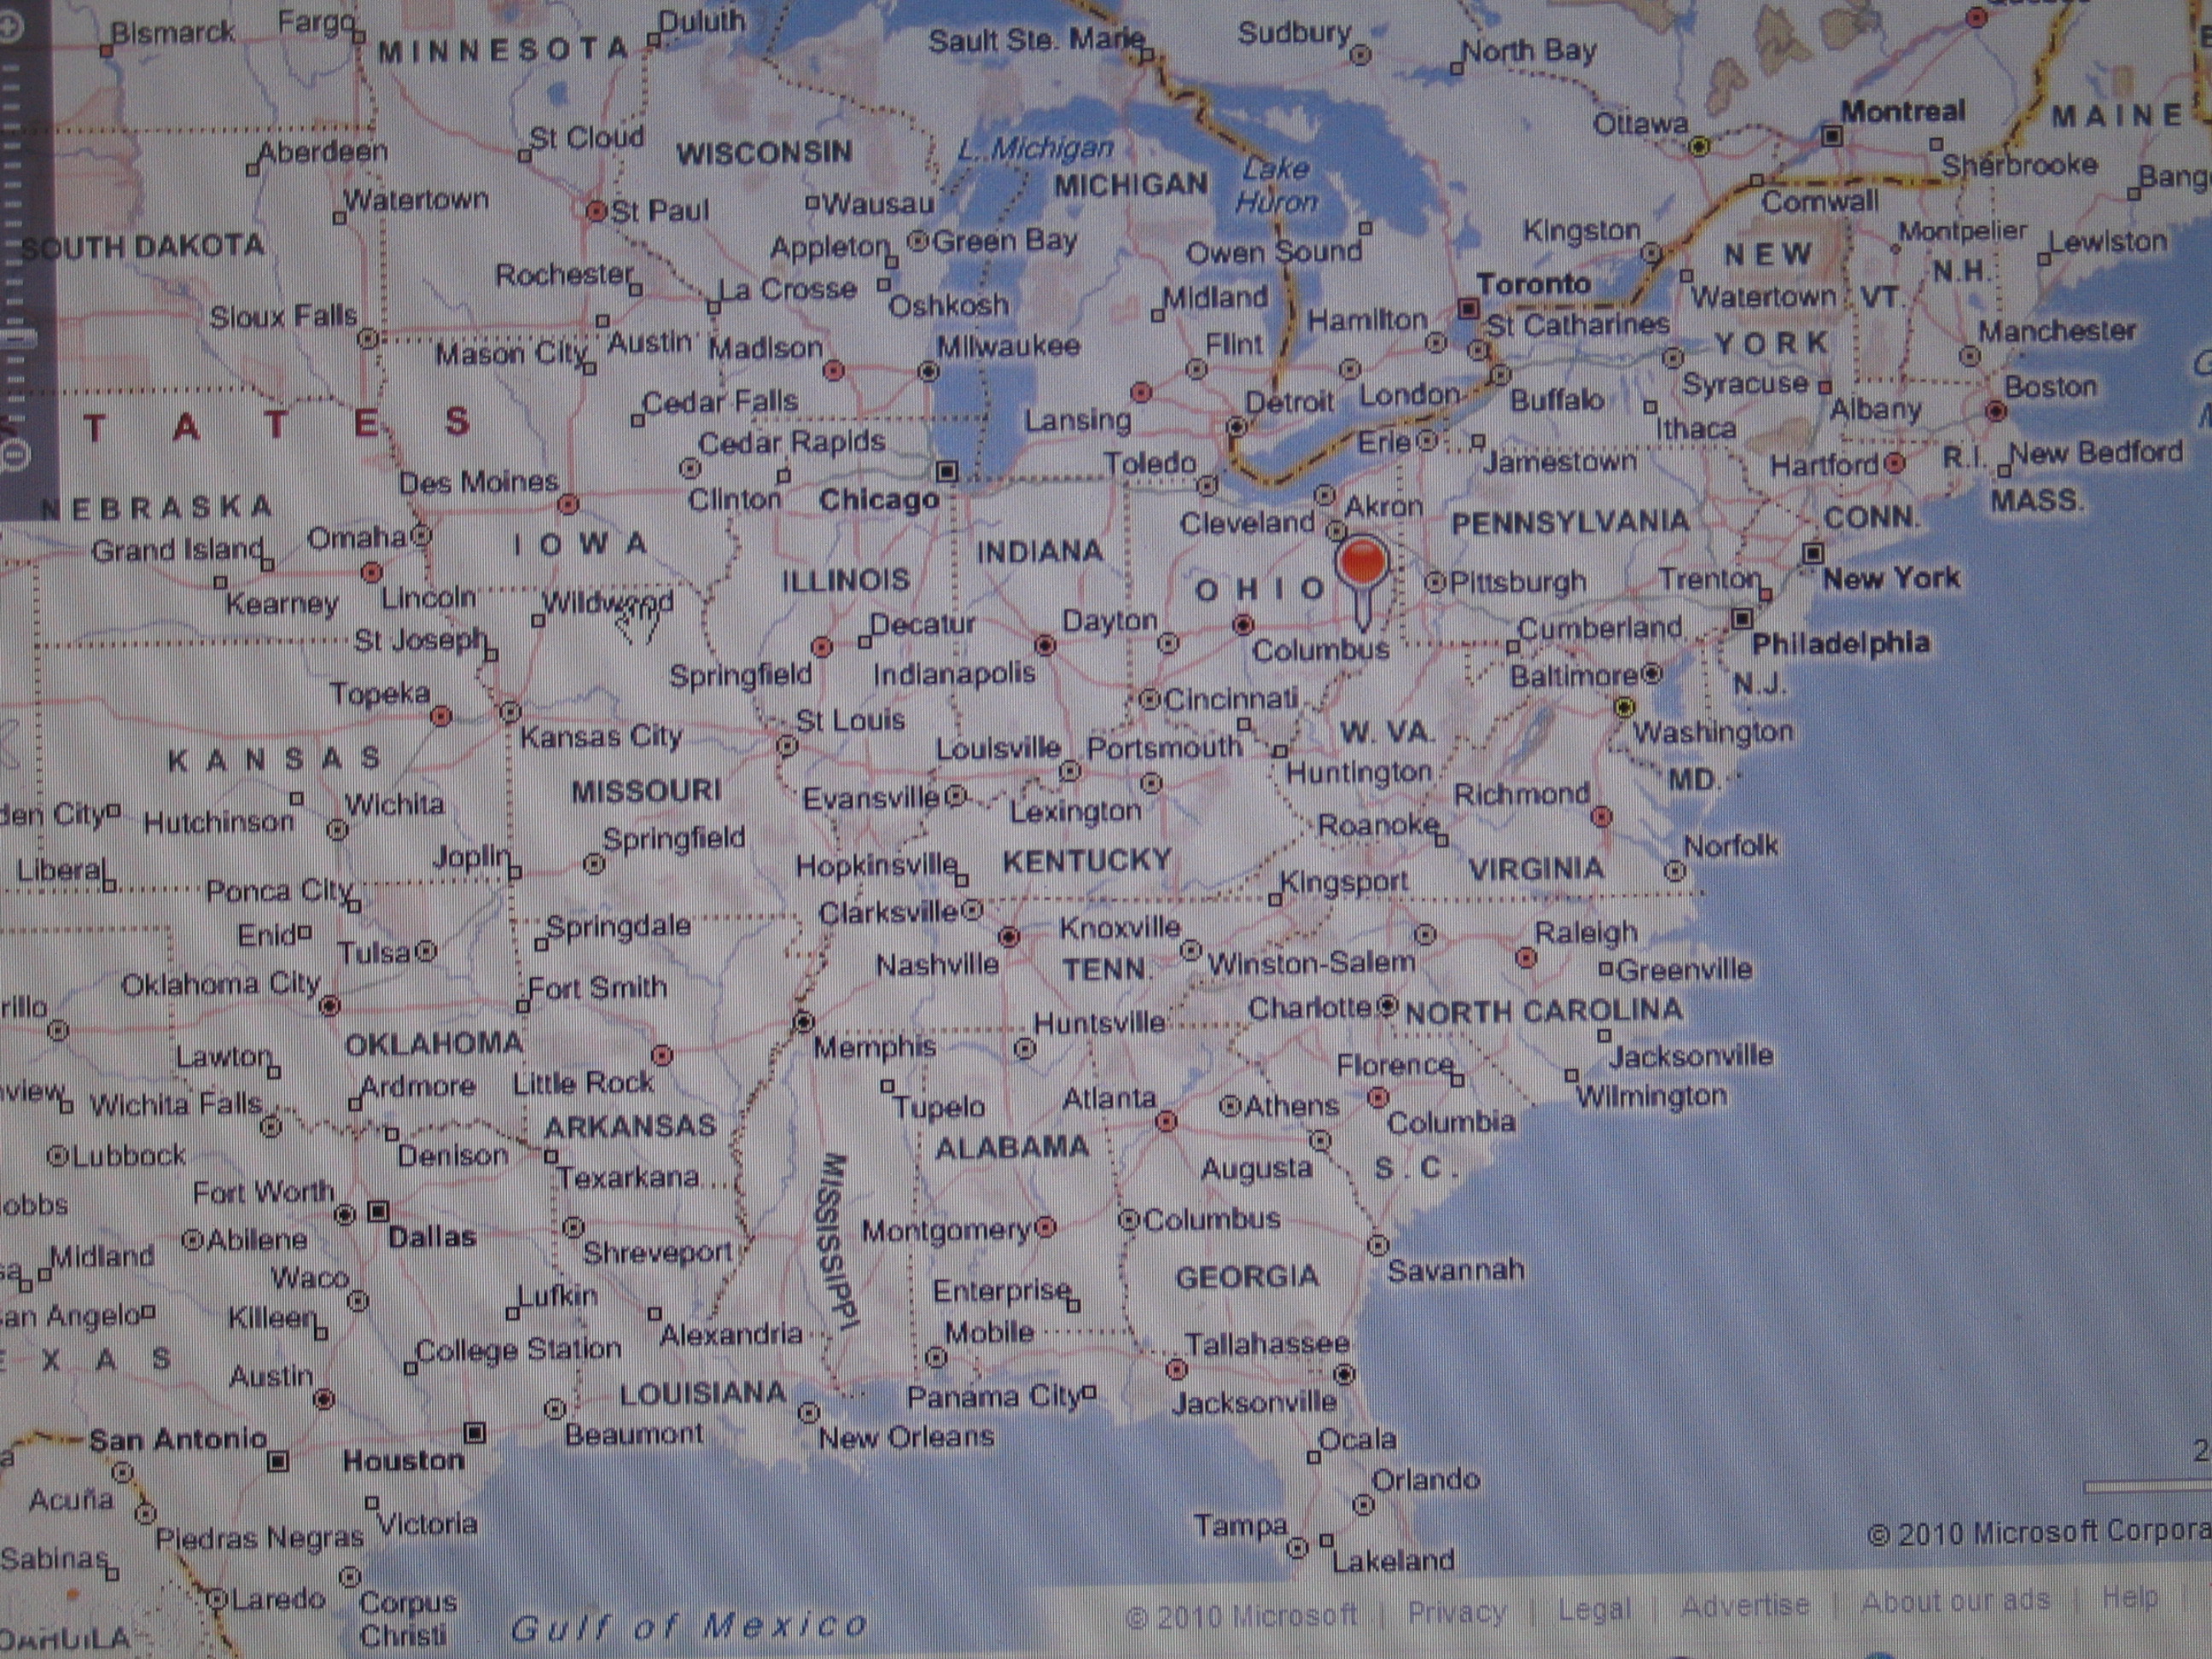 Bismarck
Fargo
MINNESOTA
Duluth
Sault Ste. Marie
Sudbury
North Bay
Ottawa
Montreal
MAINE
Aberdeen
St Cloud
WISCONSIN
L. Michigan
MICHIGAN
Lake
Huron
Sherbrooke
Cornwall
Watertown
St Paul
Wausau
SOUTH DAKOTA
Appleton
Green Bay
Owen Sound
Kingston
NEW
Montpelier
Lewiston
Rochester
La Crosse
Oshkosh
Midland
Toronto
Watertown
VT.
N.H.
Sioux Falls
Mason City
Austin
Madison
Milwaukee
Flint
Hamilton
St Catharines
YORK
Manchester
TATES
Cedar Falls
Lansing
Detroit
London
Buffalo
Syracuse
Albany
Boston
Cedar Rapids
Toledo
Erie
Jamestown
Ithaca
Hartford
R.I.
New Bedford
NEBRASKA
Des Moines
Clinton
Chicago
Cleveland
Akron
PENNSYLVANIA
CONN.
MASS.
Grand Island
Omaha
IOWA
INDIANA
ILLINOIS
OHIO
Pittsburgh
Trenton
New York
Kearney
Lincoln
Wildwood
St Joseph
Decatur
Dayton
Columbus
Cumberland
Philadelphia
Topeka
Springfield
Indianapolis
Cincinnati
Baltimore
N.J.
Kansas City
St Louis
Louisville
Portsmouth
W. VA.
Washington
KANSAS
MISSOURI
Evansville
Lexington
Huntington
Richmond
MD.
den City
Hutchinson
Wichita
Springfield
Roanoke
Norfolk
Liberal
Ponca City
Joplin
Hopkinsville
KENTUCKY
Kingsport
VIRGINIA
Enid
Tulsa
Springdale
Clarksville
Knoxville
Raleigh
Oklahoma City
Fort Smith
Nashville
TENN.
Winston-Salem
Greenville
rillo
OKLAHOMA
Memphis
Huntsville
Charlotte
NORTH CAROLINA
Lawton
Ardmore
Little Rock
Florence
Jacksonville
view
Wichita Falls
ARKANSAS
Tupelo
Atlanta
Athens
Columbia
Wilmington
Lubbock
Denison
Texarkana
ALABAMA
Augusta
S.C.
obbs
Fort Worth
Dallas
MISSISSIPPI
Montgomery
Columbus
Midland
Abilene
Shreveport
Savannah
Waco
Enterprise
GEORGIA
an Angelo
Killeen
Lufkin
Alexandria
Mobile
Tallahassee
EXAS
College Station
Austin
LOUISIANA
Panama City
Jacksonville
San Antonio
Houston
Beaumont
New Orleans
Ocala
Acuña
Victoria
Orlando
Piedras Negras
Tampa
Lakeland
© 2010 Microsoft Corpora
Sabinas
Laredo
Corpus
Christi
Gulf of Mexico
© 2010 Microsoft | Privacy | Legal | Advertise | About our ads | Help